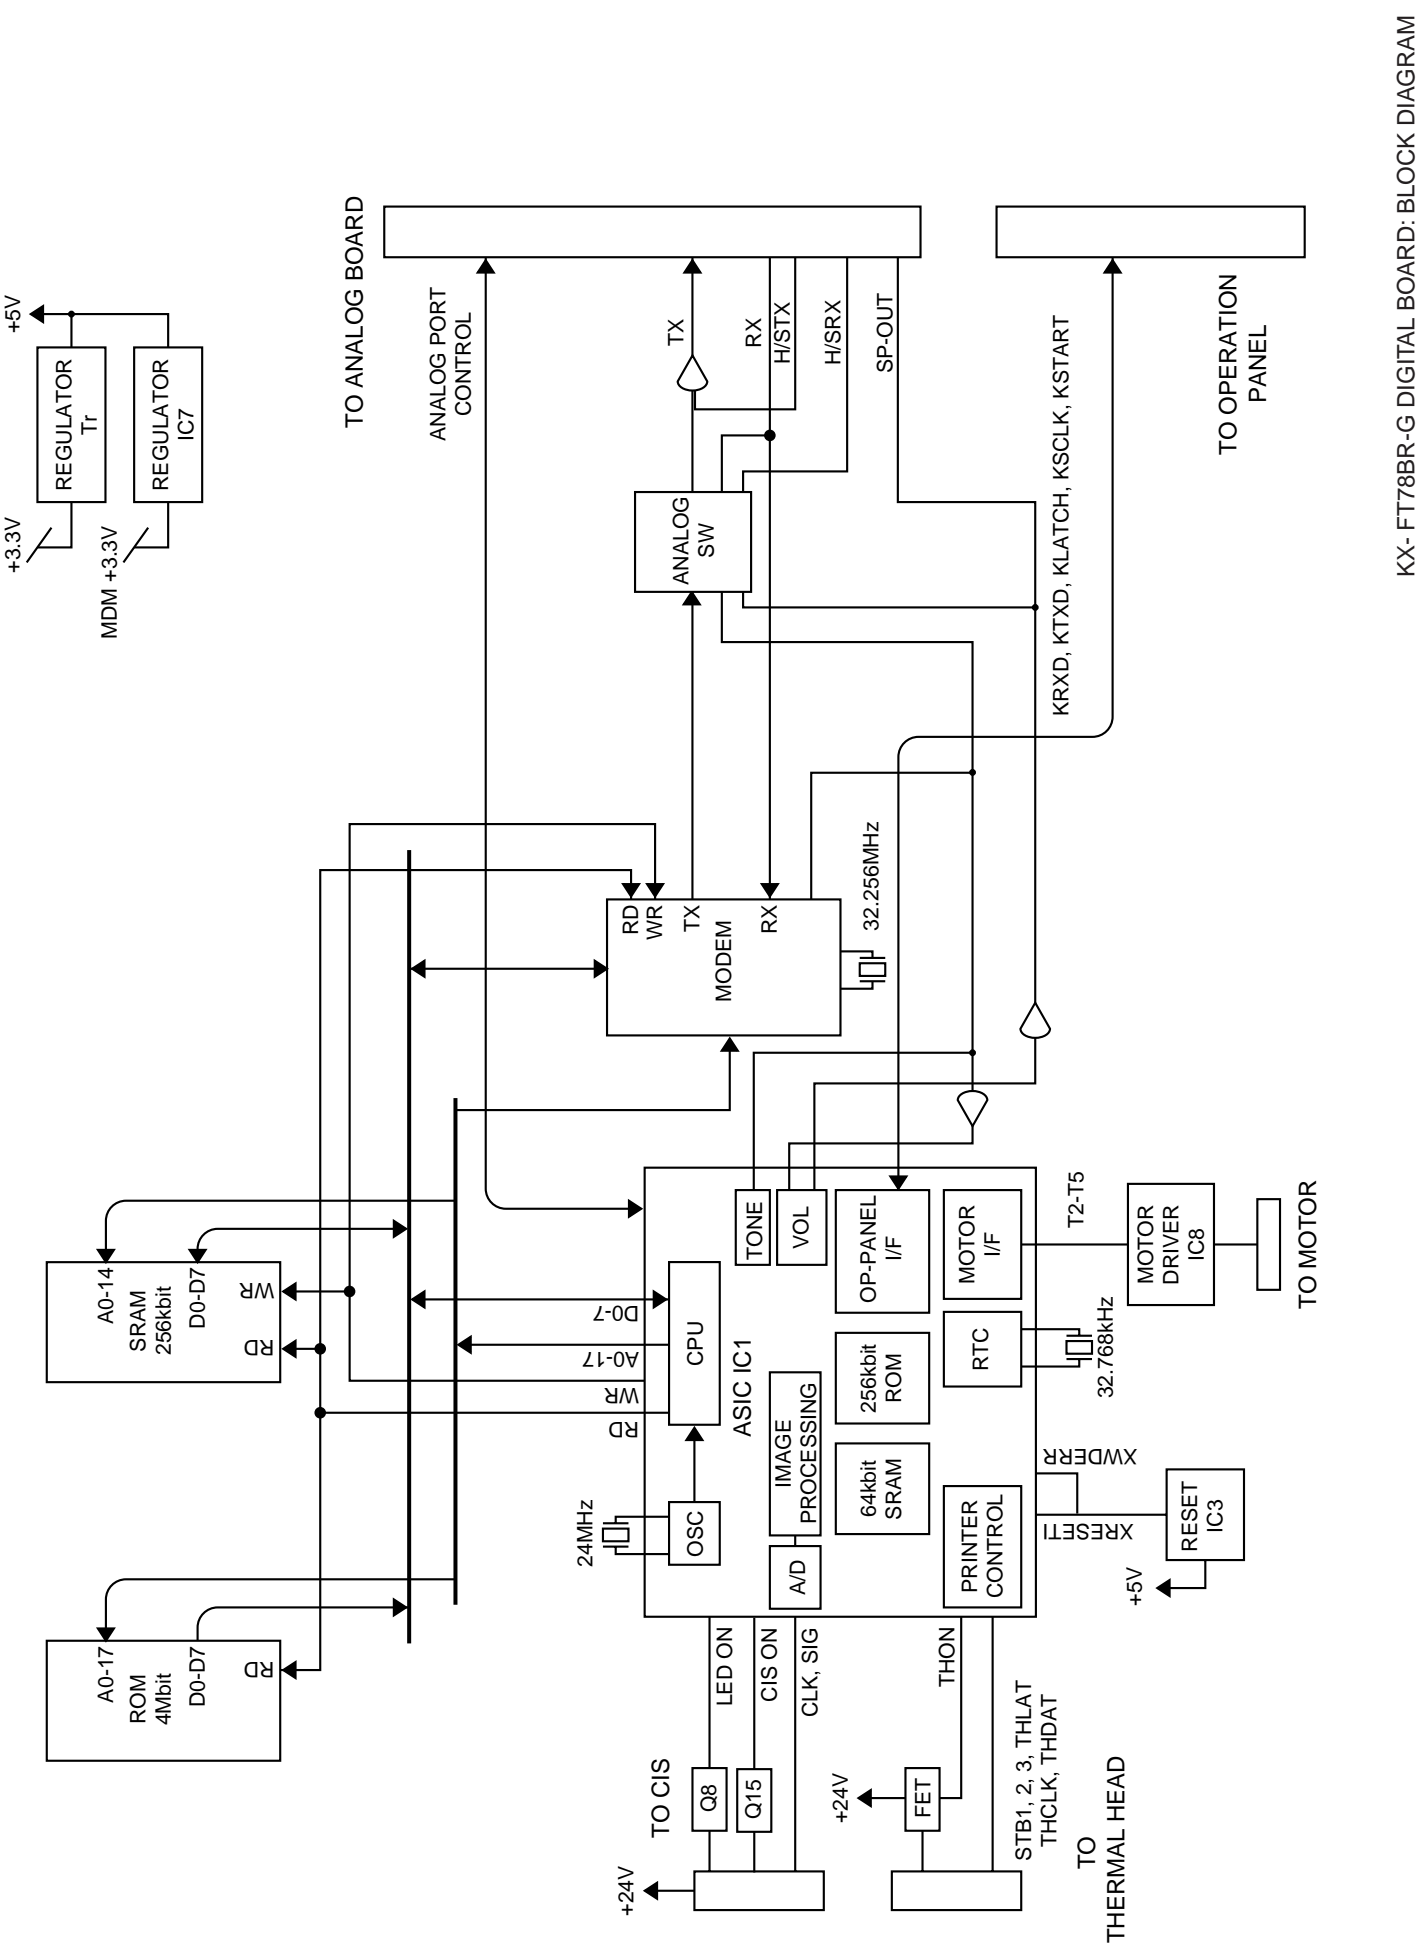 ROM
4Mbit
A0-17
D0-D7
RD
SRAM
256kbit
A0-14
D0-D7
RD
WR
+3.3V
REGULATOR
Tr
+5V
MDM +3.3V
REGULATOR
IC7
TO ANALOG BOARD
ANALOG PORT
CONTROL
24MHz
OSC
CPU
RD
WR
A0-17
D0-7
ASIC IC1
RD
WR
TX
RX
MODEM
32.256MHz
ANALOG
SW
TX
RX
H/STX
H/SRX
SP-OUT
TO CIS
+24V
Q8
Q15
LED ON
CIS ON
CLK, SIG
A/D
IMAGE
PROCESSING
TONE
VOL
64kbit
SRAM
256kbit
ROM
OP-PANEL
I/F
PRINTER
CONTROL
RTC
MOTOR
I/F
+24V
FET
THON
STB1, 2, 3, THLAT
THCLK, THDAT
TO
THERMAL HEAD
XRESETI
XWDERR
+5V
RESET
IC3
32.768kHz
T2-T5
MOTOR
DRIVER
IC8
TO MOTOR
KRXD, KTXD, KLATCH, KSCLK, KSTART
TO OPERATION
PANEL
KX- FT78BR-G DIGITAL BOARD: BLOCK DIAGRAM